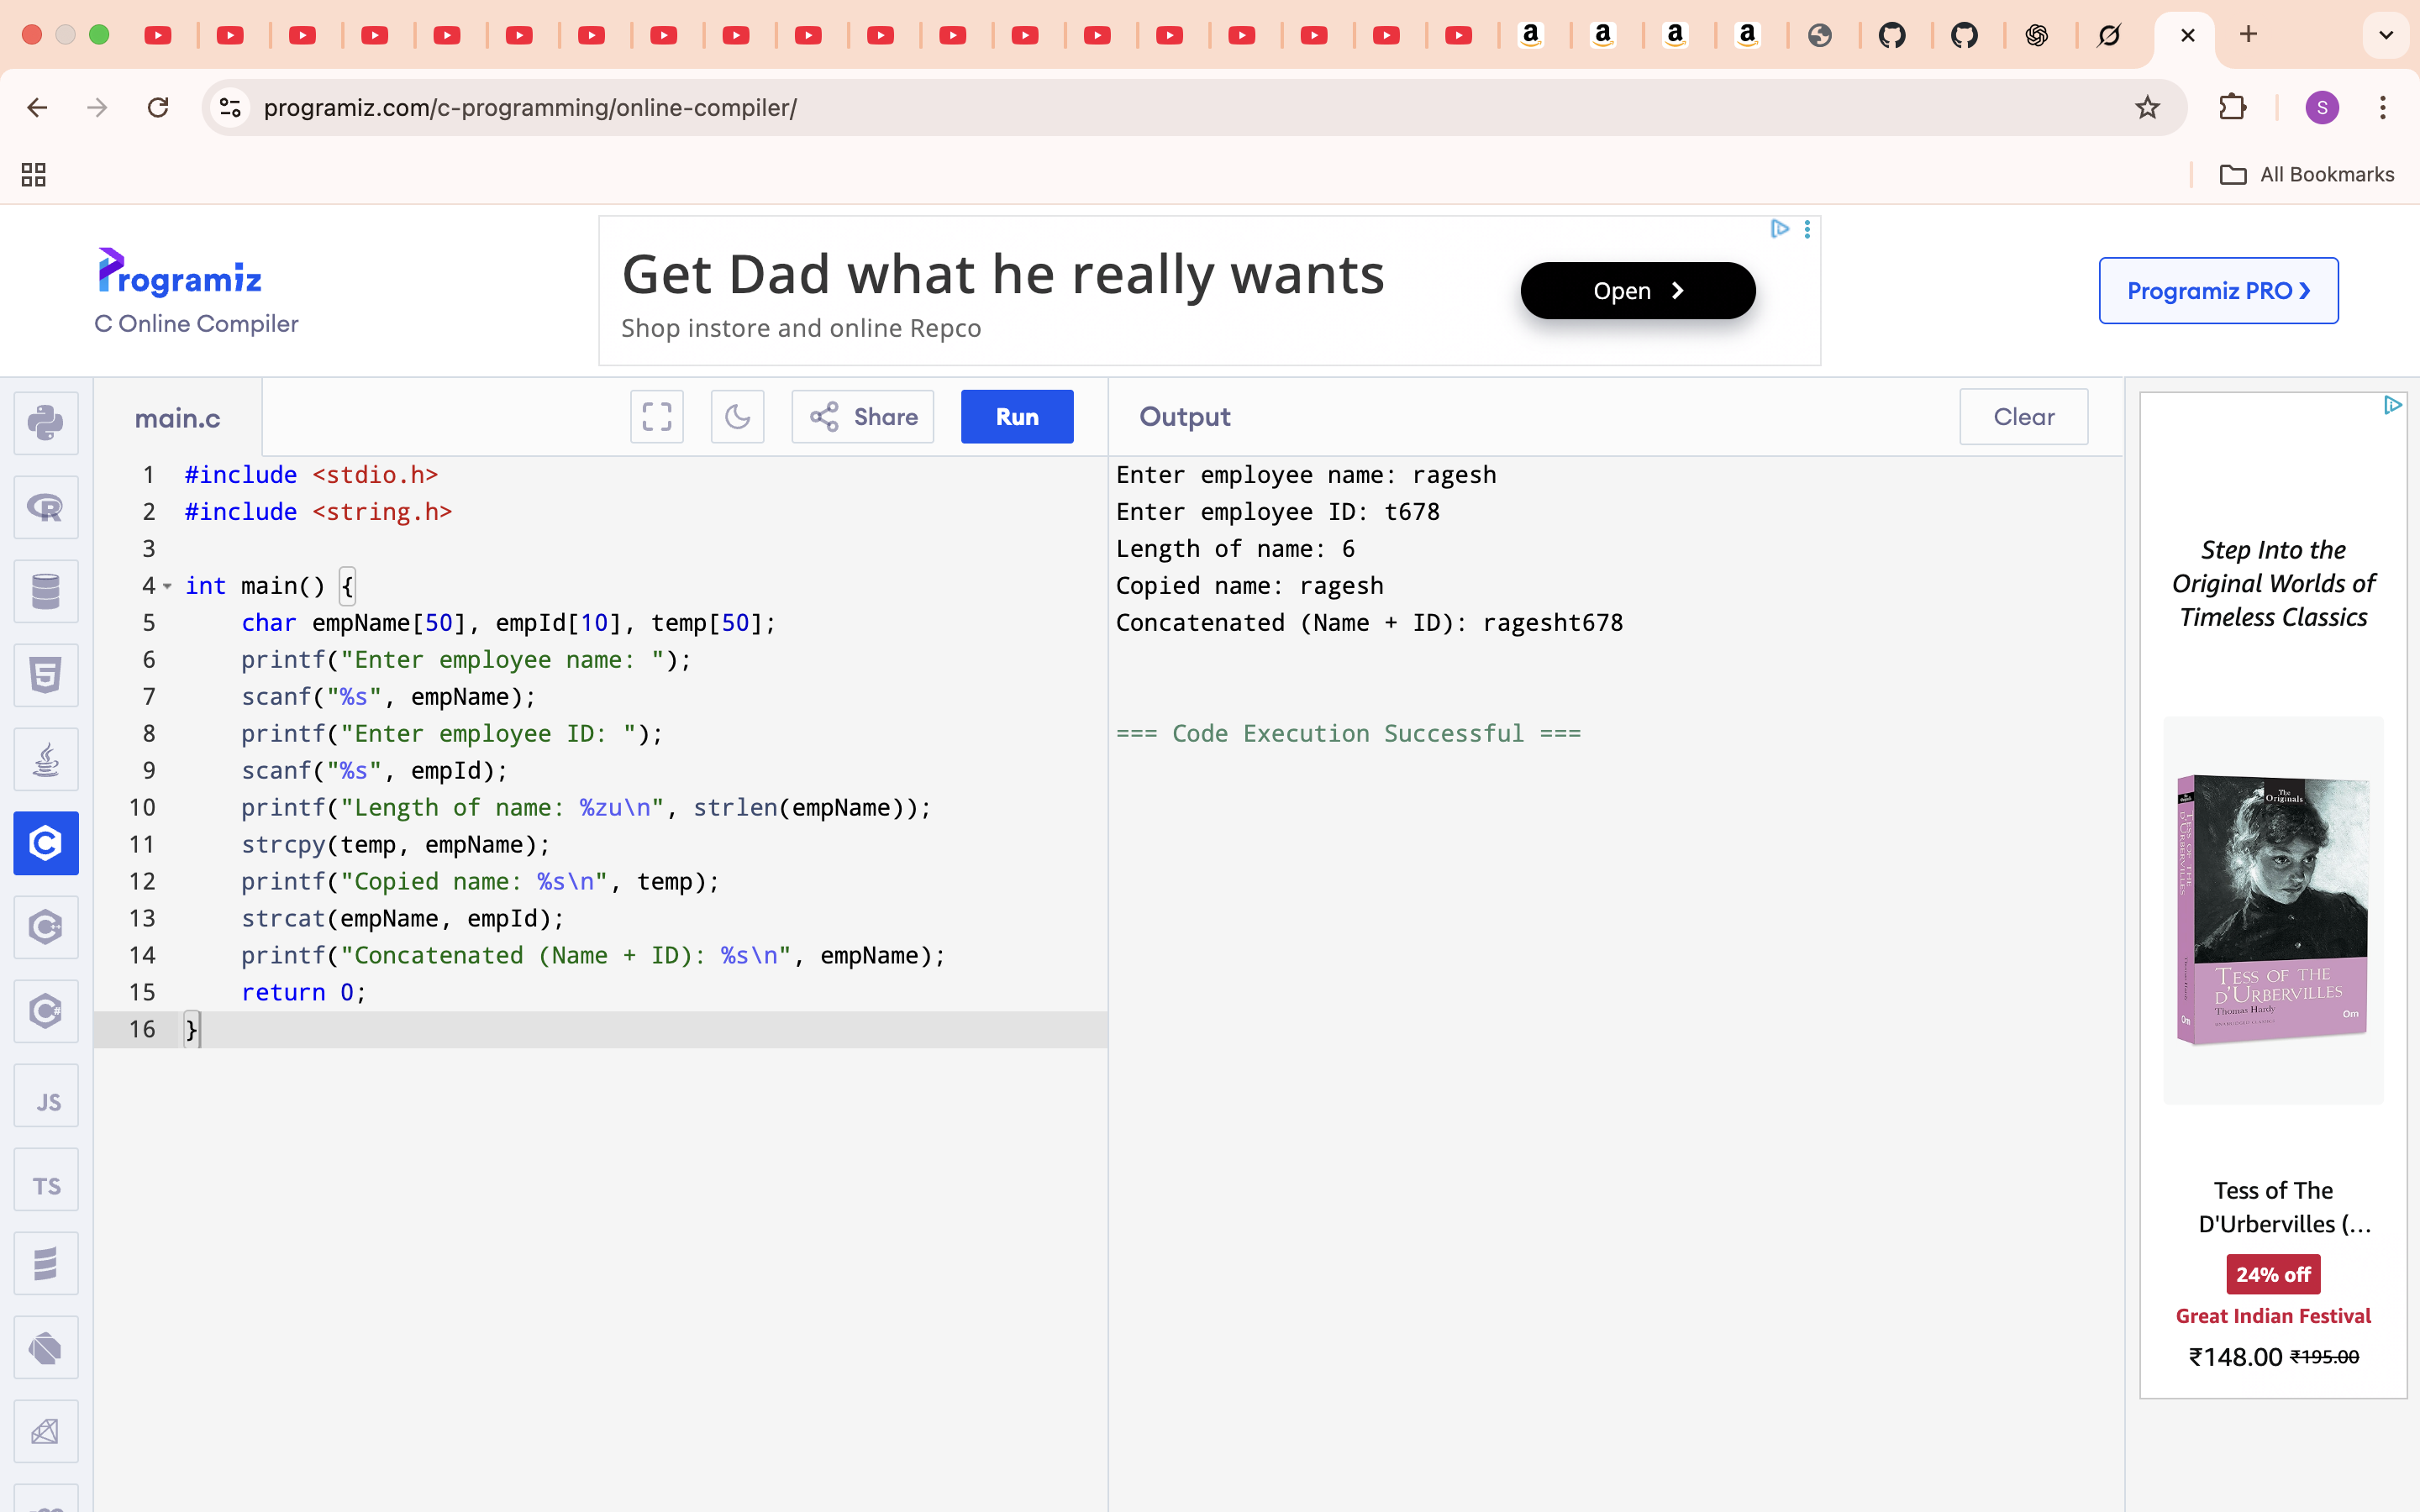 programiz.com/c-programming/online-compiler/
S
All Bookmarks
Programiz
C Online Compiler
Get Dad what he really wants
Shop instore and online Repco
Open
Programiz PRO
main.c
Share
Run
Output
Clear
1 #include <stdio.h>
2 #include <string.h>
3
4 int main() {
5     char empName[50], empId[10], temp[50];
6     printf("Enter employee name: ");
7     scanf("%s", empName);
8     printf("Enter employee ID: ");
9     scanf("%s", empId);
10     printf("Length of name: %zu\n", strlen(empName));
11     strcpy(temp, empName);
12     printf("Copied name: %s\n", temp);
13     strcat(empName, empId);
14     printf("Concatenated (Name + ID): %s\n", empName);
15     return 0;
16 }
Enter employee name: ragesh
Enter employee ID: t678
Length of name: 6
Copied name: ragesh
Concatenated (Name + ID): ragesht678
=== Code Execution Successful ===
JS
TS
Step Into the
Original Worlds of
Timeless Classics
The
Originals
TESS OF THE D'URBERVILLES
TESS OF THE
D'URBERVILLES
Thomas Hardy
Om
Om
Tess of The
D'Urbervilles (...
24% off
Great Indian Festival
₹148.00 ₹195.00